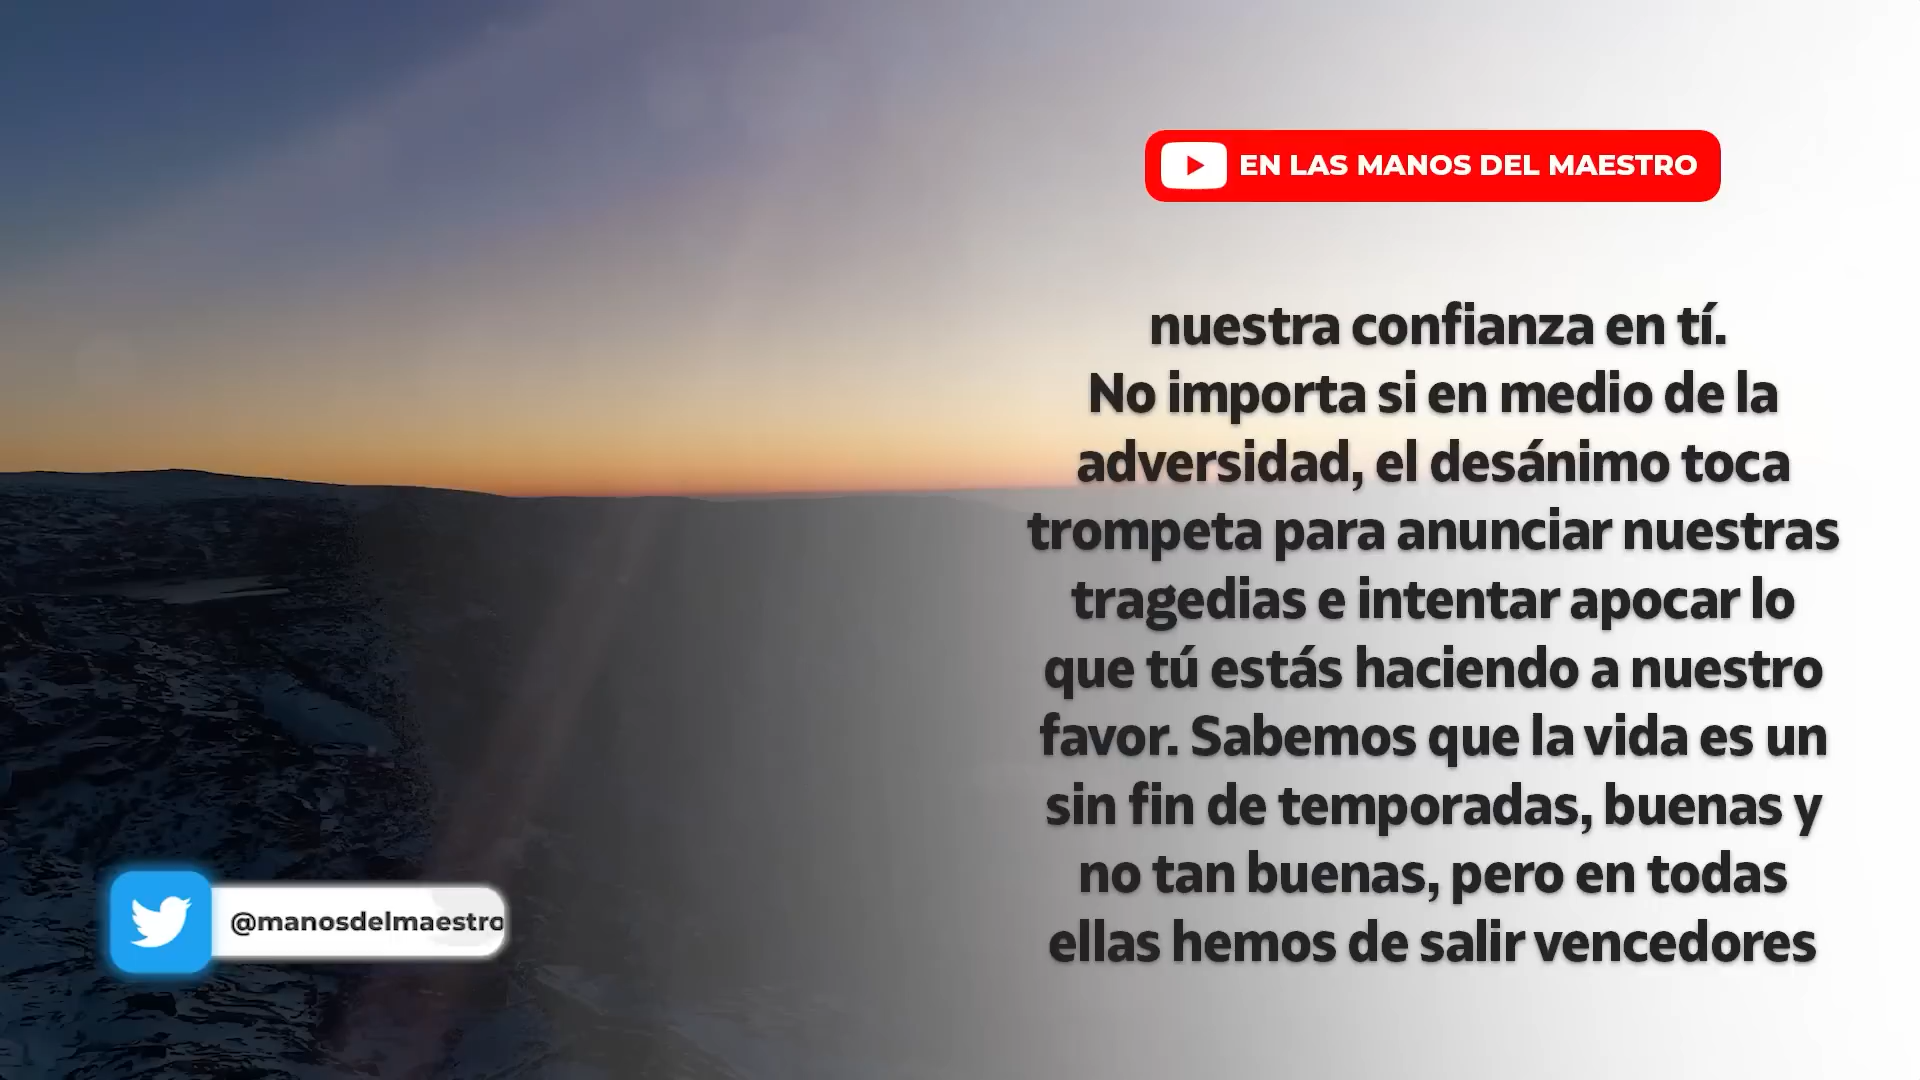 EN LAS MANOS DEL MAESTRO
nuestra confianza en tí.
No importa si en medio de la
adversidad, el desánimo toca
trompeta para anunciar nuestras
tragedias e intentar apocar lo
que tú estás haciendo a nuestro
favor. Sabemos que la vida es un
sin fin de temporadas, buenas y
no tan buenas, pero en todas
ellas hemos de salir vencedores
@manosdelmaestro